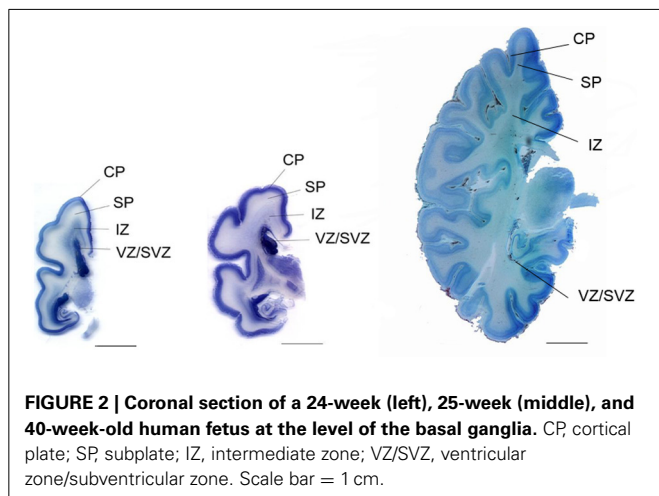 CP
SP
IZ
VZ/SVZ
CP
SP
IZ
VZ/SVZ
CP
SP
IZ
VZ/SVZ
FIGURE 2 | Coronal section of a 24-week (left), 25-week (middle), and
40-week-old human fetus at the level of the basal ganglia. CP, cortical
plate; SP, subplate; IZ, intermediate zone; VZ/SVZ, ventricular
zone/subventricular zone. Scale bar = 1 cm.